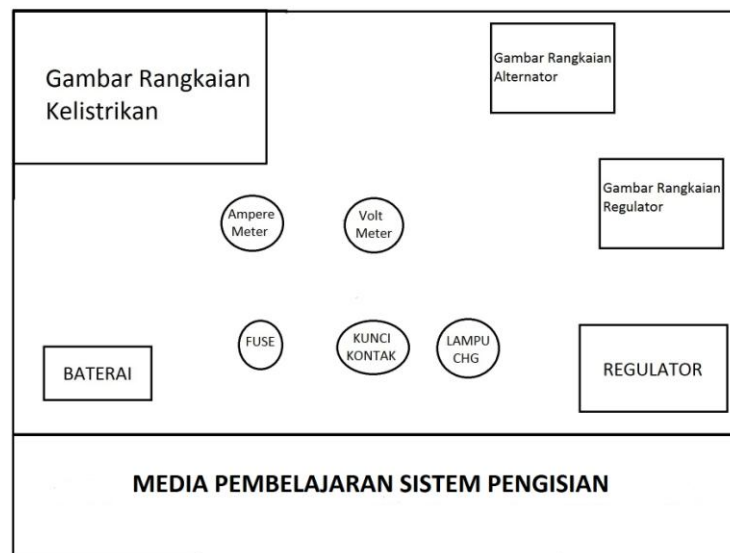 Gambar Rangkaian
Kelistrikan
Gambar Rangkaian
Alternator
Gambar Rangkaian
Regulator
Ampere
Meter
Volt
Meter
FUSE
KUNCI
KONTAK
LAMPU
CHG
BATERAI
REGULATOR
MEDIA PEMBELAJARAN SISTEM PENGISIAN